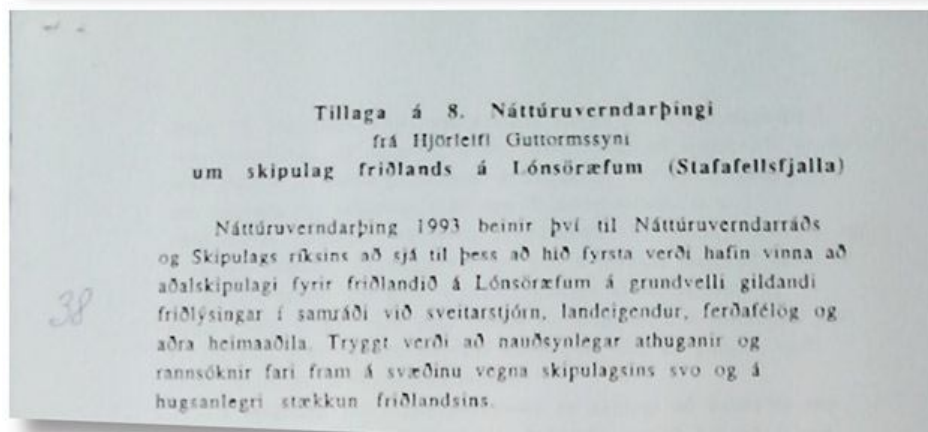 Tillaga á 8. Náttúruverndarþingi
frá Hjörleifi Guttormssyni
um skipulag friðlands á Lónsöræfum (Stafafellsfjalla)
Náttúruverndarþing 1993 beinir því til Náttúruverndarráðs
og Skipulags ríksins að sjá til þess að hið fyrsta verði hafin vinna að
aðalskipulagi fyrir friðlandið á Lónsöræfum á grundvelli gildandi
friðlýsingar í samráði við sveitarstjórn, landeigendur, ferðafélög og
38
aðra heimaaðila. Tryggt verði að nauðsynlegar athuganir og
rannsóknir fari fram á svæðinu vegna skipulagsins svo og á
hugsanlegri stækkun friðlandsins.